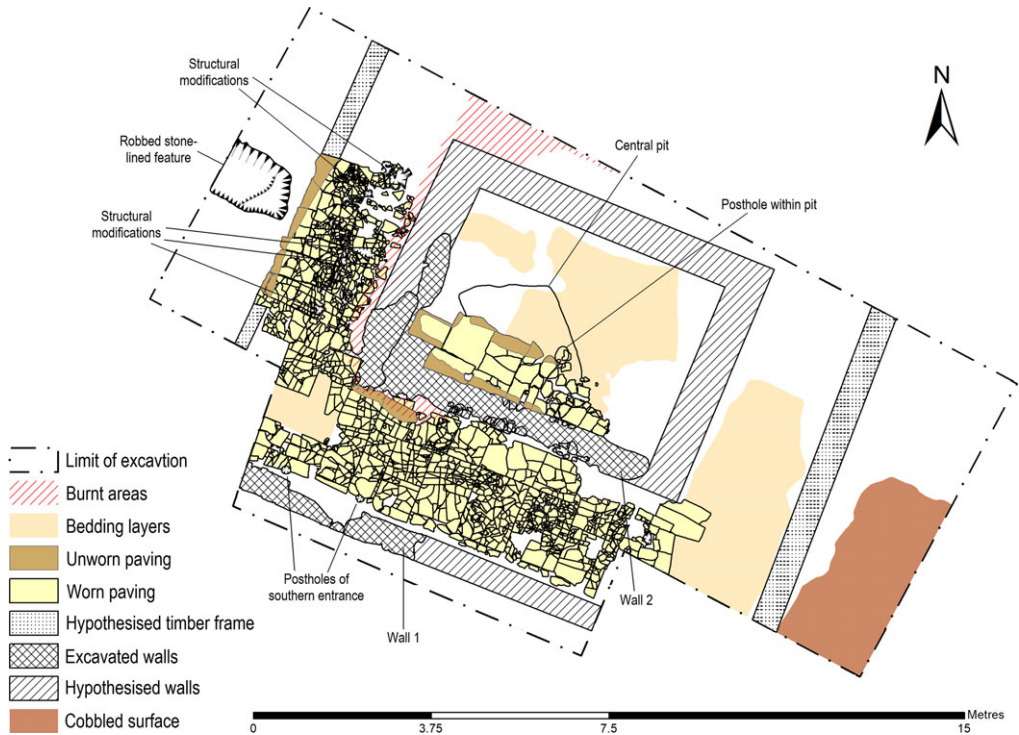 Structural
modifications
N
Robbed stone-
lined feature
Central pit
Posthole within pit
Structural
modifications
Limit of excavtion
Burnt areas
Bedding layers
Unworn paving
Worn paving
Hypothesised timber frame
Excavated walls
Hypothesised walls
Cobbled surface
Postholes of
southern entrance
Wall 1
Wall 2
Metres
0
3.75
7.5
15